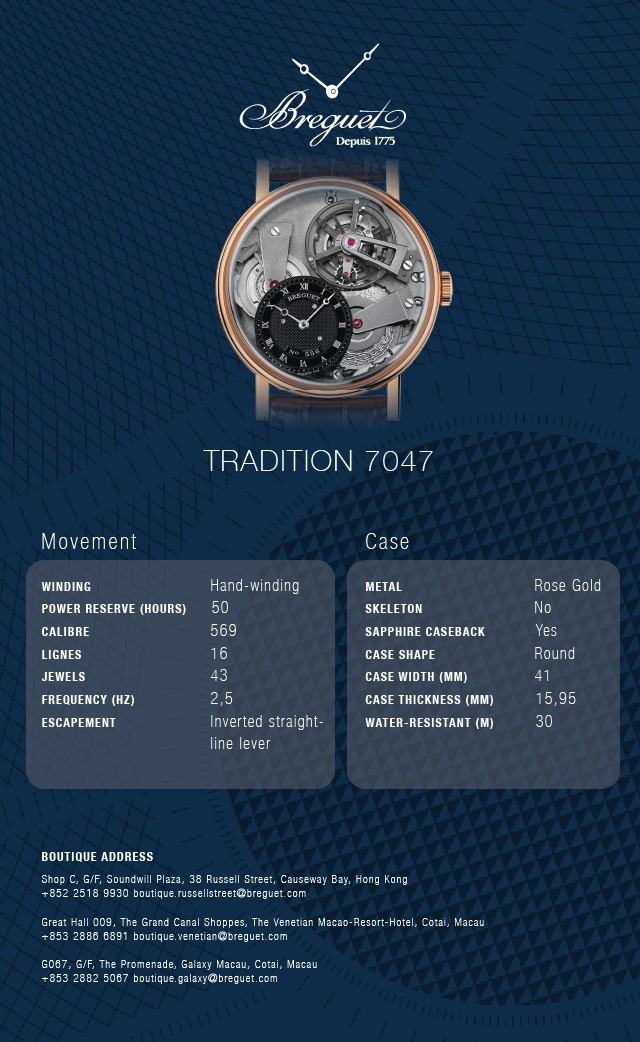 Breguet
Depuis 1775
XII
BREGUET
TRADITION 7047
Movement
WINDING Hand-winding
POWER RESERVE (HOURS) 50
CALIBRE 569
LIGNES 16
JEWELS 43
FREQUENCY (HZ) 2,5
ESCAPEMENT Inverted straight-
line lever
Case
METAL Rose Gold
SKELETON No
SAPPHIRE CASEBACK Yes
CASE SHAPE Round
CASE WIDTH (MM) 41
CASE THICKNESS (MM) 15,95
WATER-RESISTANT (M) 30
BOUTIQUE ADDRESS
Shop C, G/F, Soundwill Plaza, 38 Russell Street, Causeway Bay, Hong Kong
+852 2518 9930 boutique.russellstreet@breguet.com
Great Hall 009, The Grand Canal Shoppes, The Venetian Macao-Resort-Hotel, Cotai, Macau
+853 2886 6891 boutique.venetian@breguet.com
G067, G/F, The Promenade, Galaxy Macau, Cotai, Macau
+853 2882 5067 boutique.galaxy@breguet.com